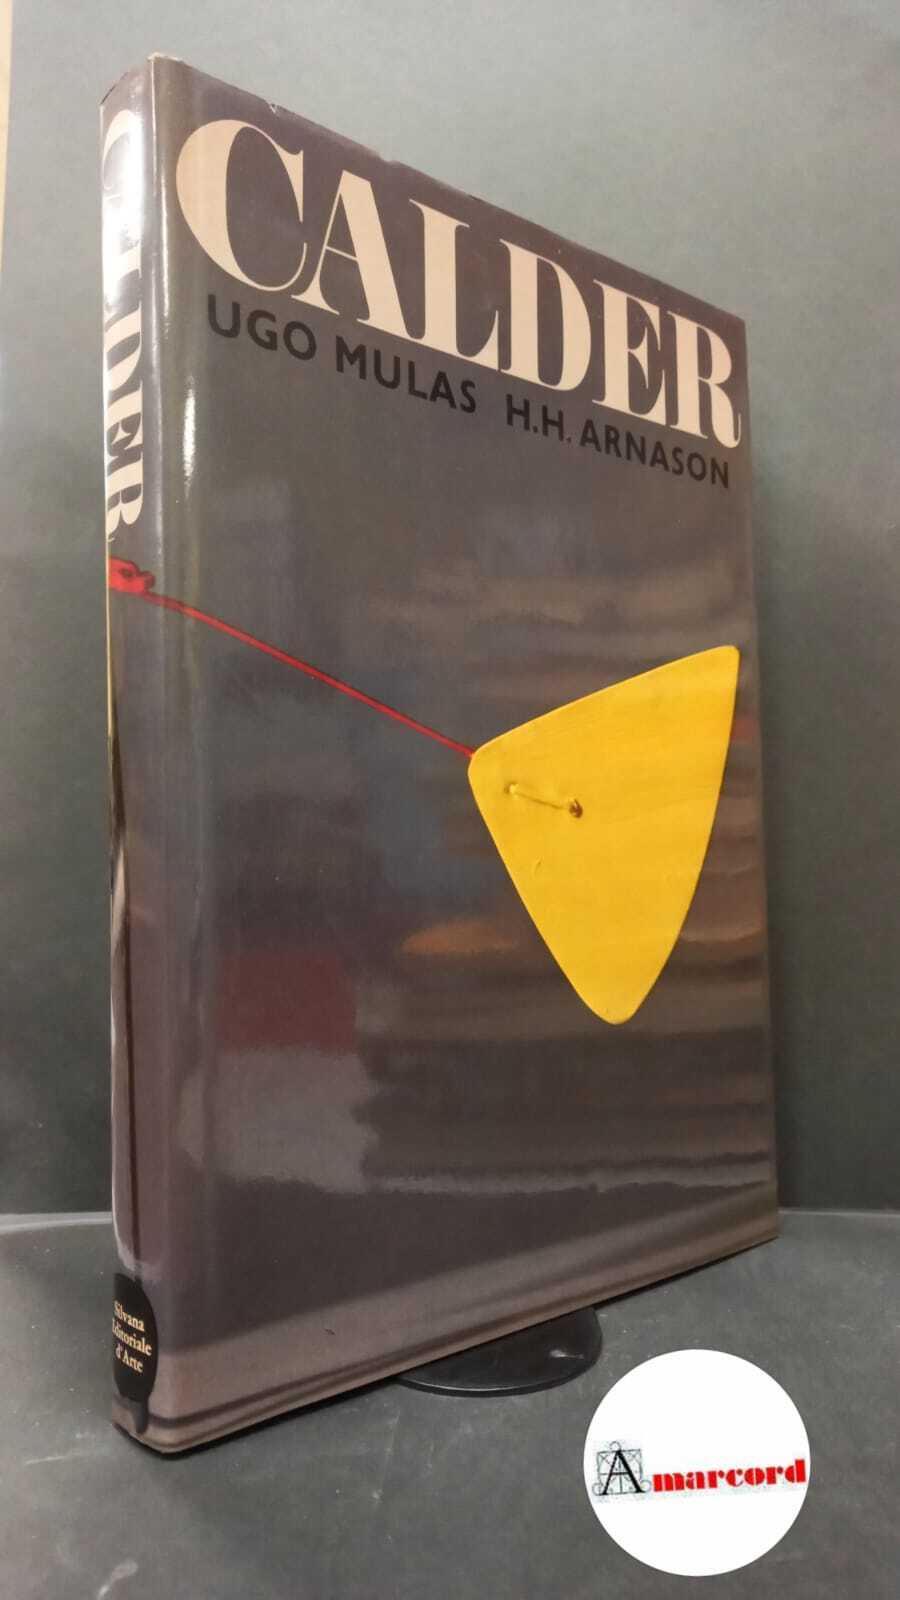 CALDER
UGO MULAS H.H. ARNASON
CALDER
Silvana
Editoriale
d'Arte
Amarcord